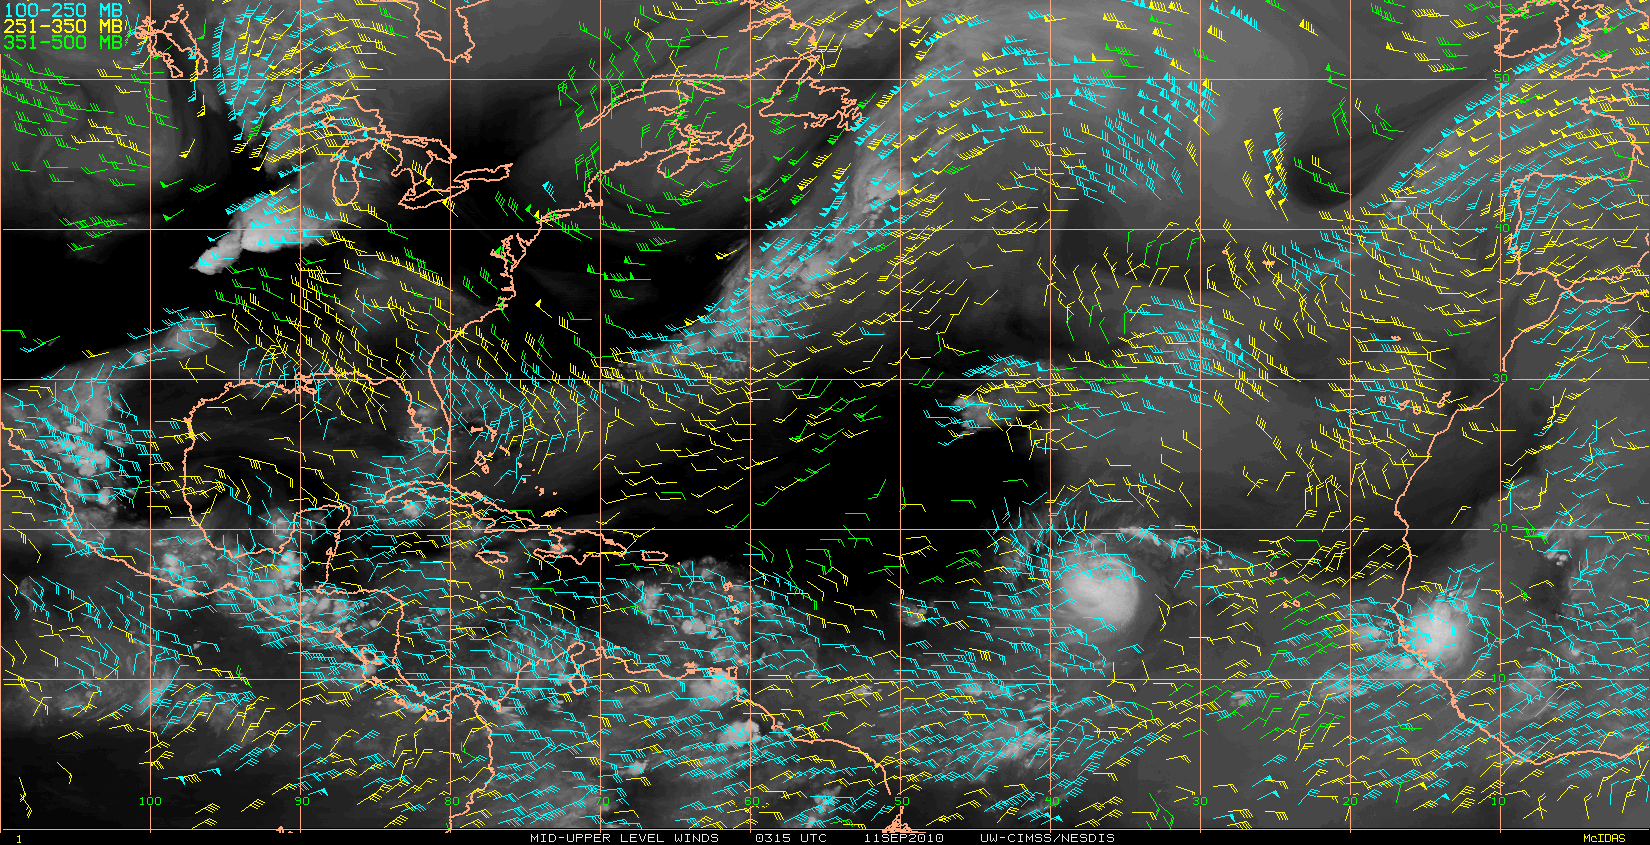 100-250 MB
251-350 MB
351-500 MB
50
40
30
20
10
100 90 80 70 60 50 40 30 20 10
1 MID-UPPER LEVEL WINDS 0315 UTC 11SEP2010 UW-CIMSS/NESDIS McIDAS